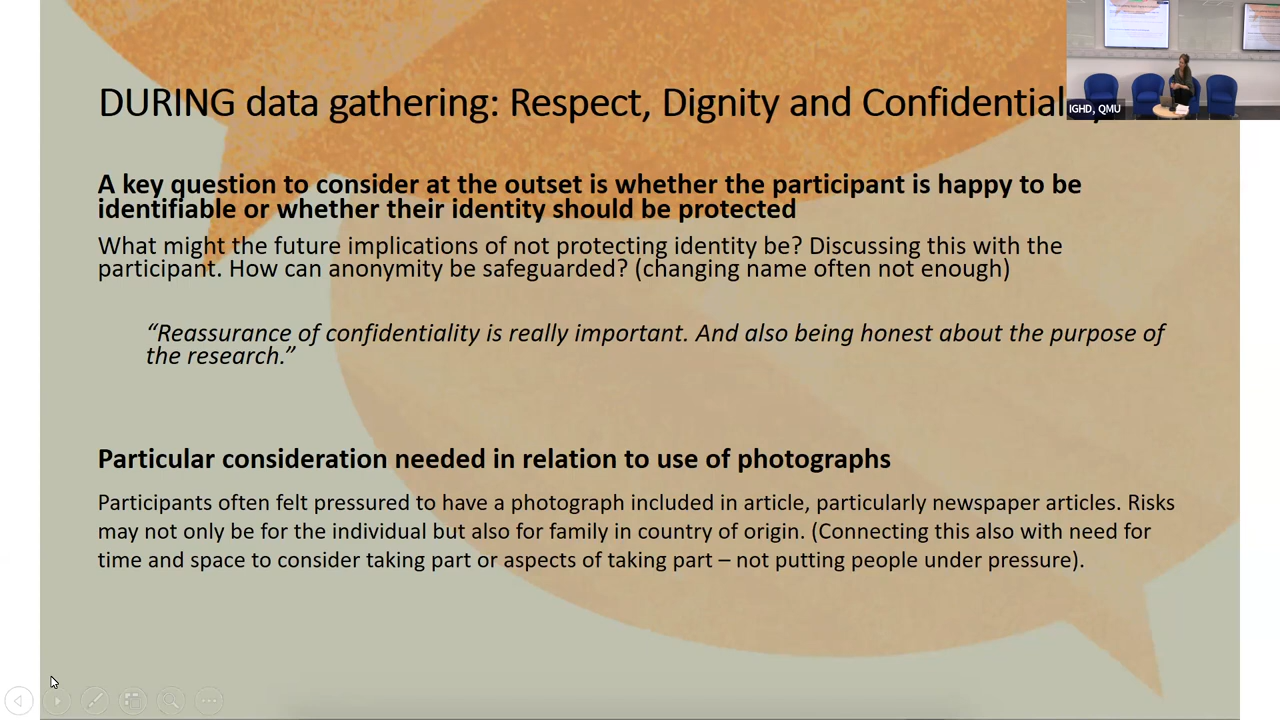 DURING data gathering: Respect, Dignity and Confidential
IGHD, QMU
A key question to consider at the outset is whether the participant is happy to be
identifiable or whether their identity should be protected
What might the future implications of not protecting identity be? Discussing this with the
participant. How can anonymity be safeguarded? (changing name often not enough)
“Reassurance of confidentiality is really important. And also being honest about the purpose of
the research.”
Particular consideration needed in relation to use of photographs
Participants often felt pressured to have a photograph included in article, particularly newspaper articles. Risks
may not only be for the individual but also for family in country of origin. (Connecting this also with need for
time and space to consider taking part or aspects of taking part – not putting people under pressure).